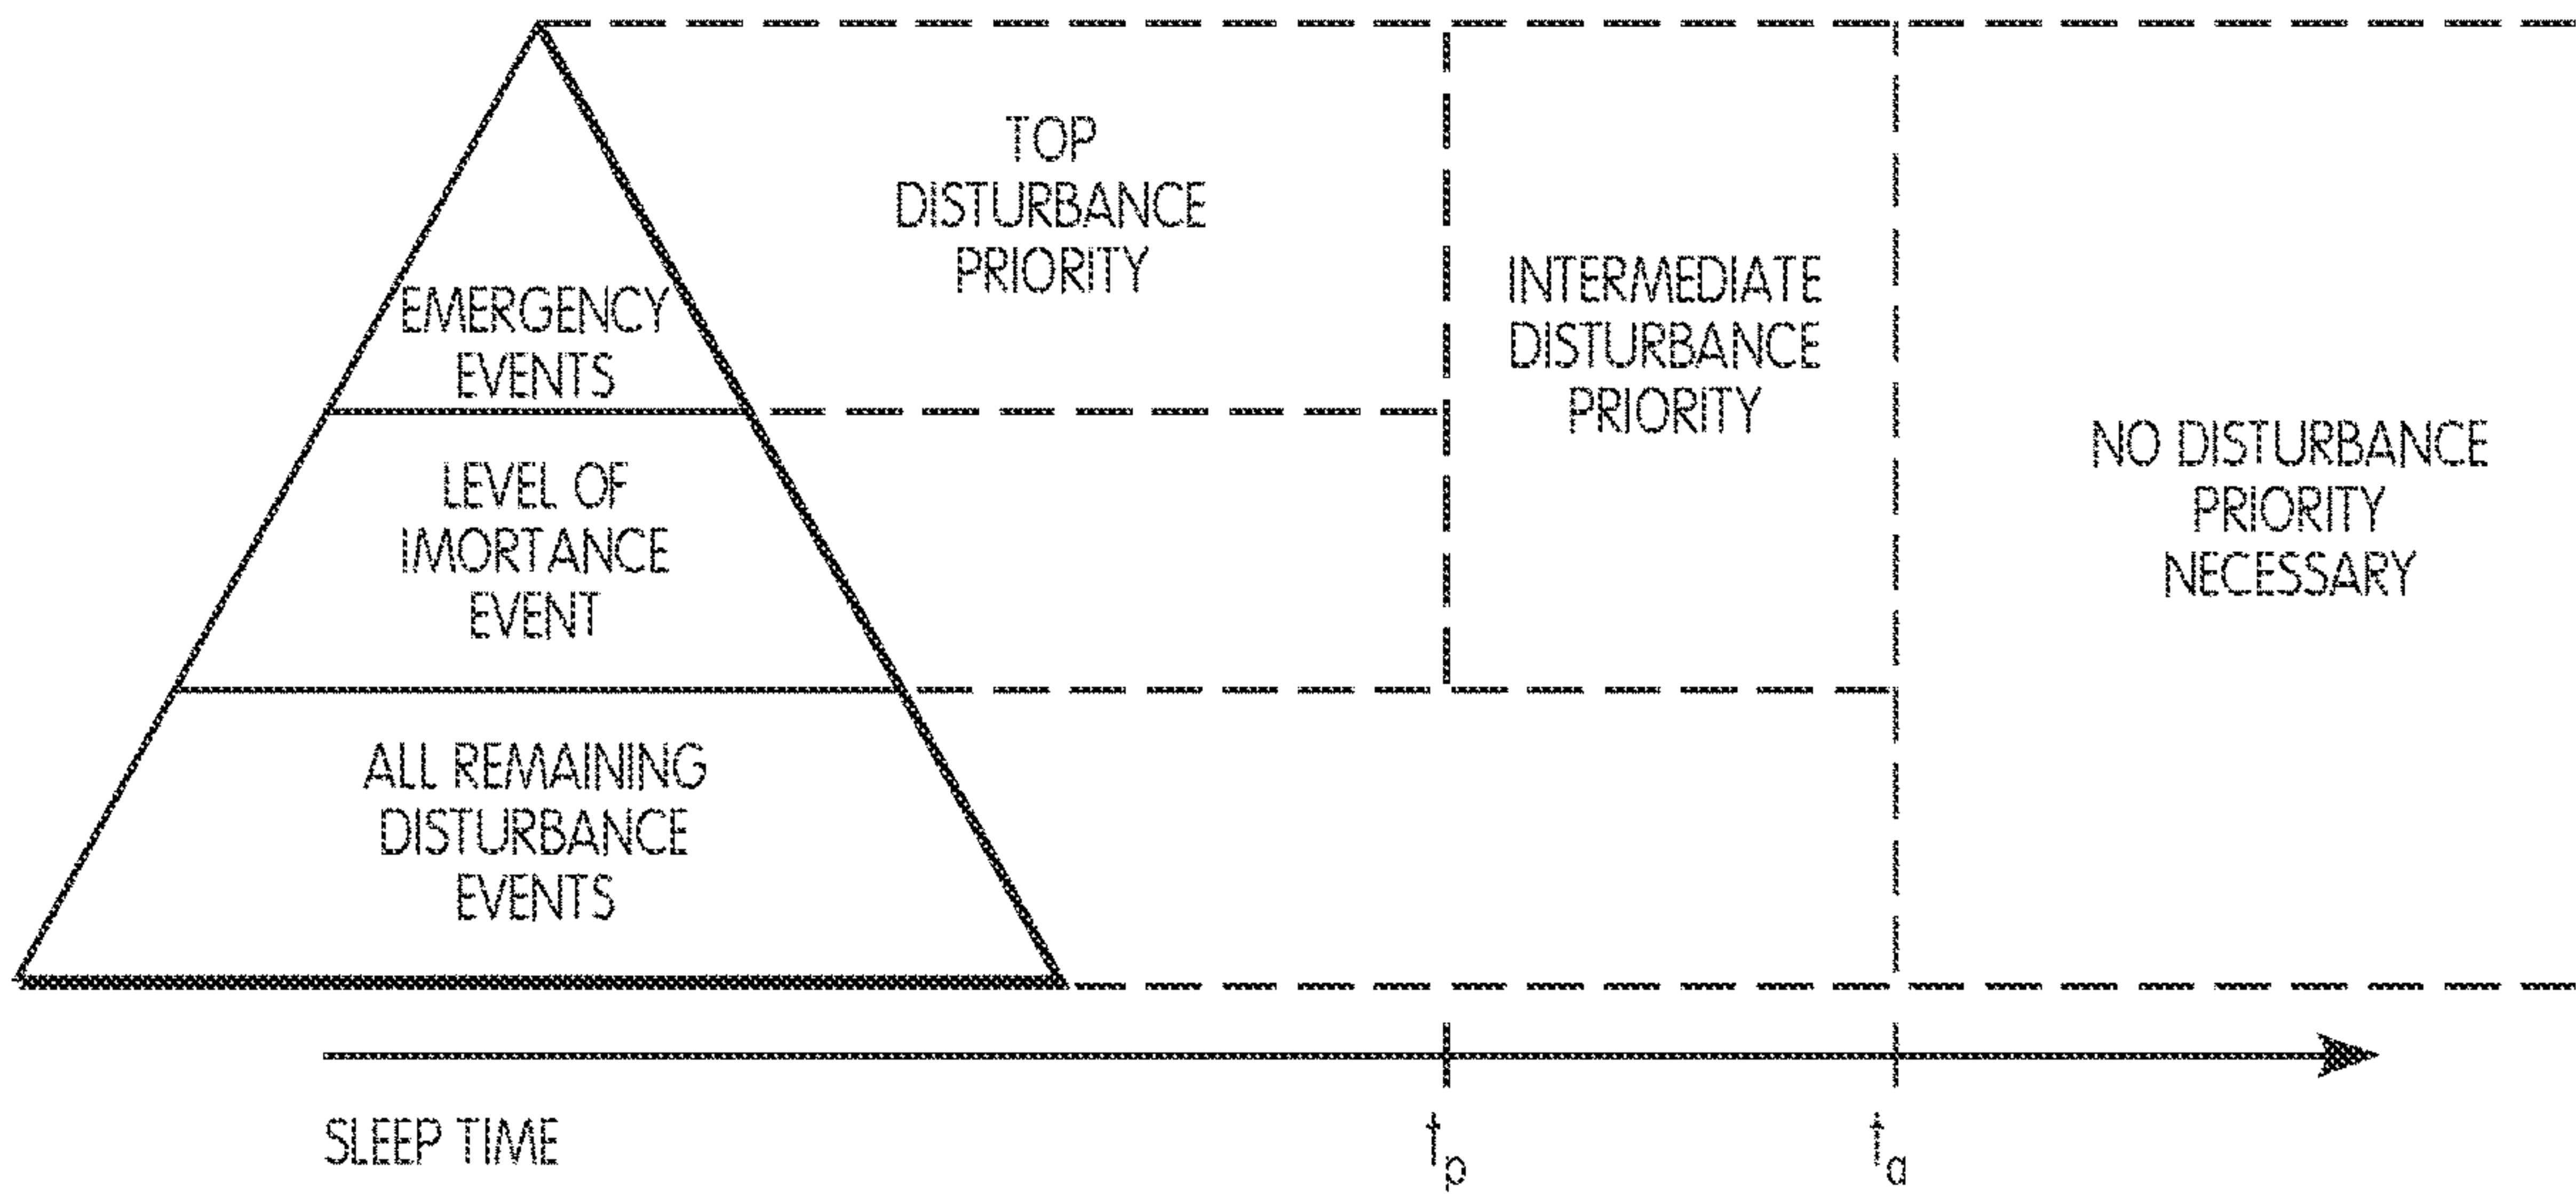 TOP
DISTURBANCE
PRIORITY
EMERGENCY
EVENTS
INTERMEDIATE
DISTURBANCE
PRIORITY
LEVEL OF
IMORTANCE
EVENT
NO DISTURBANCE
PRIORITY
NECESSARY
ALL REMAINING
DISTURBANCE
EVENTS
SLEEP TIME
tp
ta